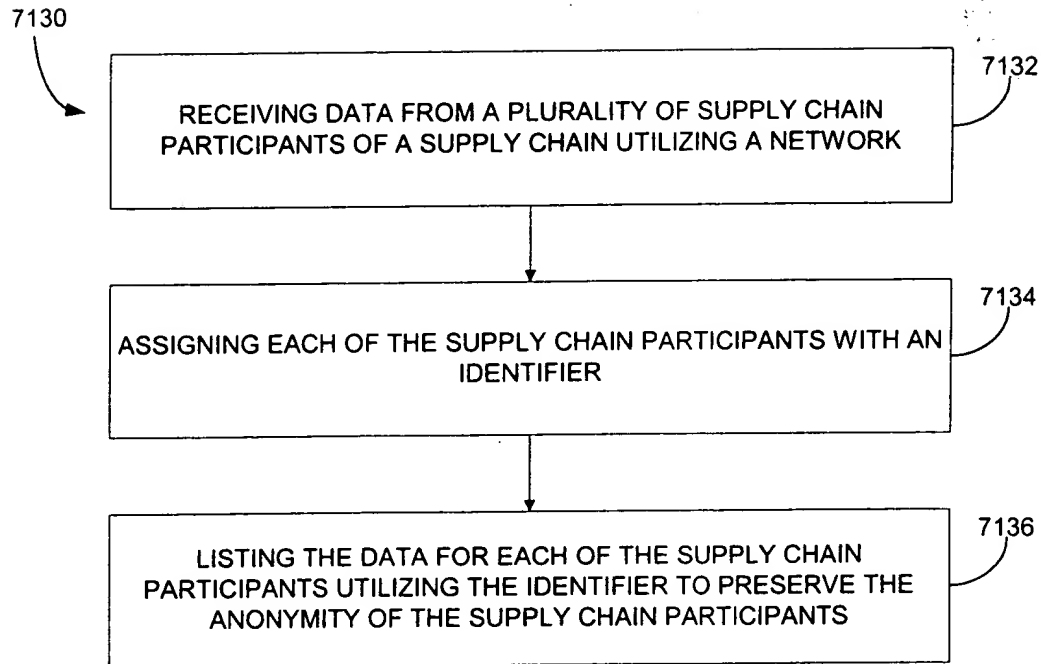 7130
7132
RECEIVING DATA FROM A PLURALITY OF SUPPLY CHAIN
PARTICIPANTS OF A SUPPLY CHAIN UTILIZING A NETWORK
7134
ASSIGNING EACH OF THE SUPPLY CHAIN PARTICIPANTS WITH AN
IDENTIFIER
7136
LISTING THE DATA FOR EACH OF THE SUPPLY CHAIN
PARTICIPANTS UTILIZING THE IDENTIFIER TO PRESERVE THE
ANONYMITY OF THE SUPPLY CHAIN PARTICIPANTS